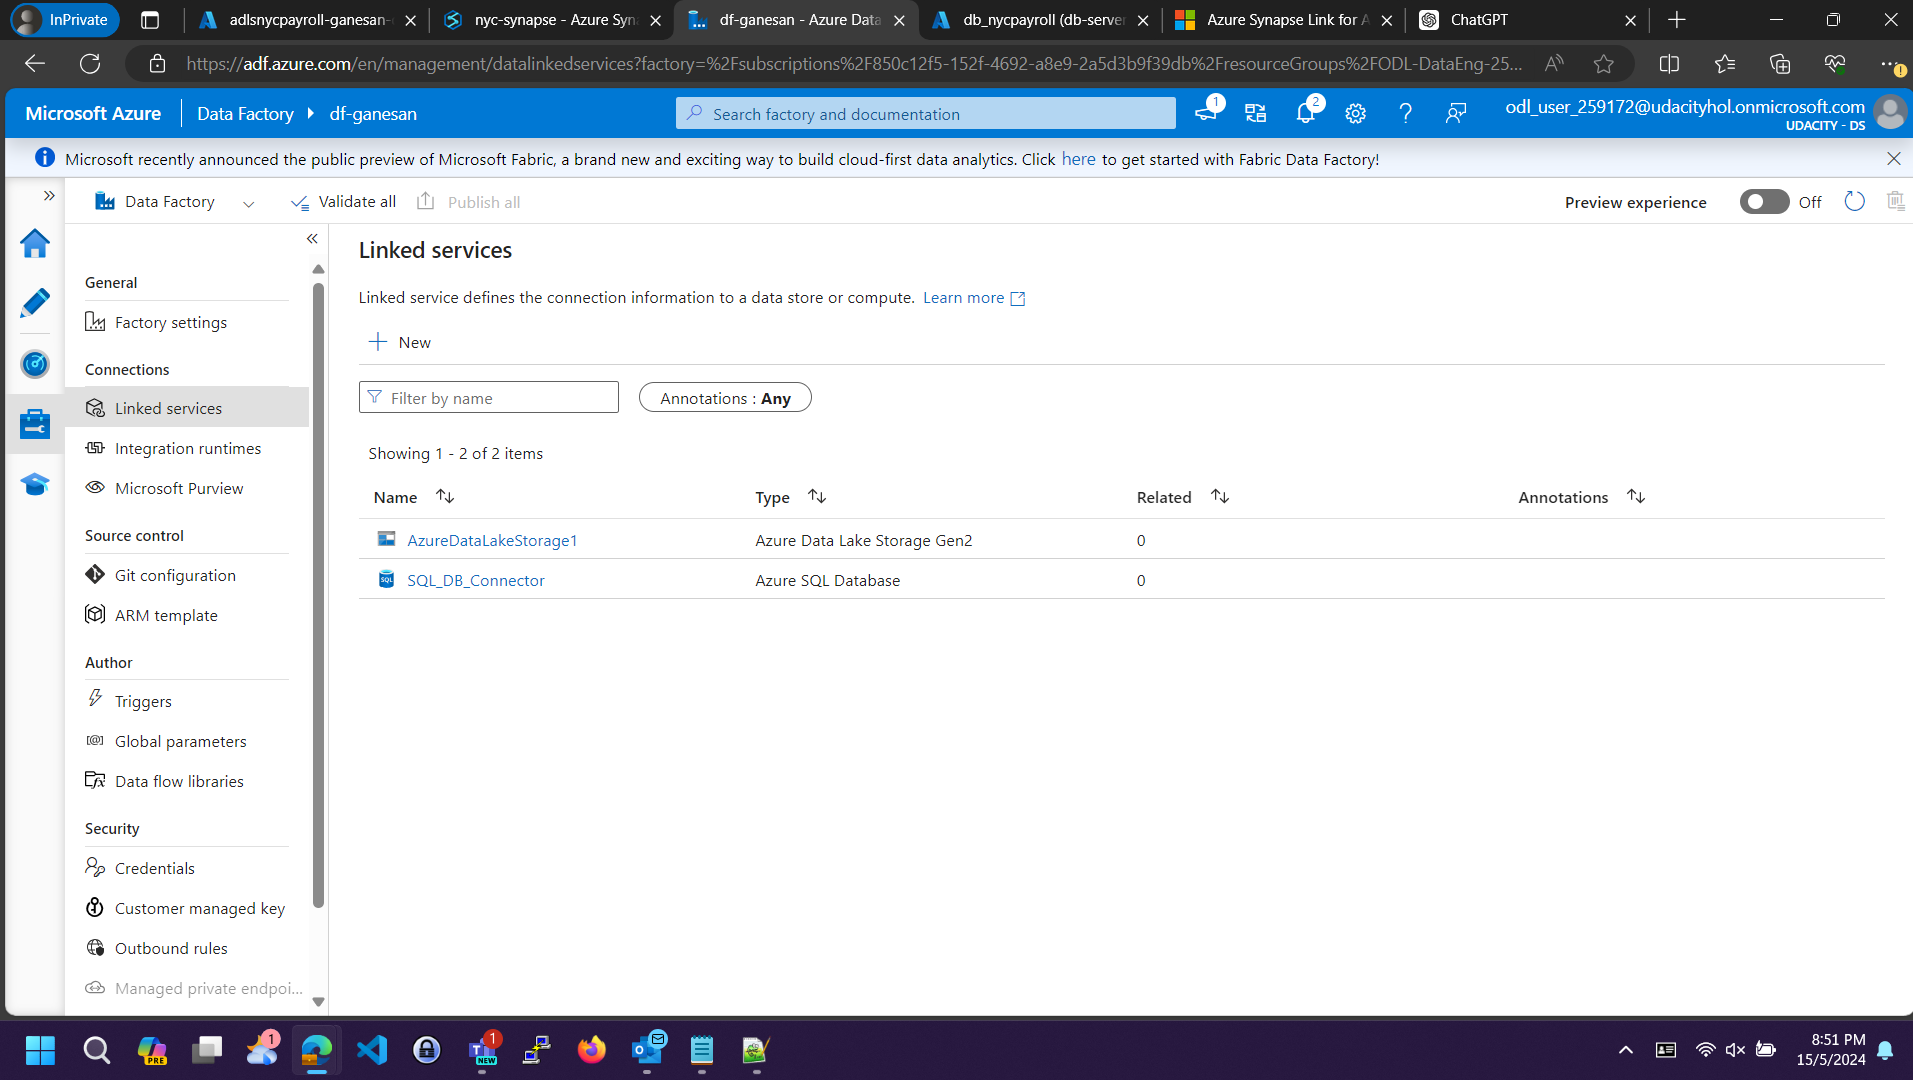 InPrivate
adlsnycpayroll-ganesan-
nyc-synapse - Azure Syn
df-ganesan - Azure Data
db_nycpayroll (db-server
Azure Synapse Link for A
ChatGPT
https://adf.azure.com/en/management/datalinkedservices?factory=%2Fsubscriptions%2F850c12f5-152f-4692-a8e9-2a5d3b9f39db%2FresourceGroups%2FODL-DataEng-25...
Microsoft Azure
Data Factory
df-ganesan
Search factory and documentation
1
2
odl_user_259172@udacityhol.onmicrosoft.com
UDACITY - DS
Microsoft recently announced the public preview of Microsoft Fabric, a brand new and exciting way to build cloud-first data analytics. Click here to get started with Fabric Data Factory!
Data Factory
Validate all
Publish all
Preview experience
Off
General
Factory settings
Connections
Linked services
Integration runtimes
Microsoft Purview
Source control
Git configuration
ARM template
Author
Triggers
Global parameters
Data flow libraries
Security
Credentials
Customer managed key
Outbound rules
Managed private endpoi...
Linked services
Linked service defines the connection information to a data store or compute. Learn more
New
Filter by name
Annotations : Any
Showing 1 - 2 of 2 items
Name
Type
Related
Annotations
AzureDataLakeStorage1
Azure Data Lake Storage Gen2
0
SQL_DB_Connector
Azure SQL Database
0
PRE
1
1
NEW
8:51 PM
15/5/2024